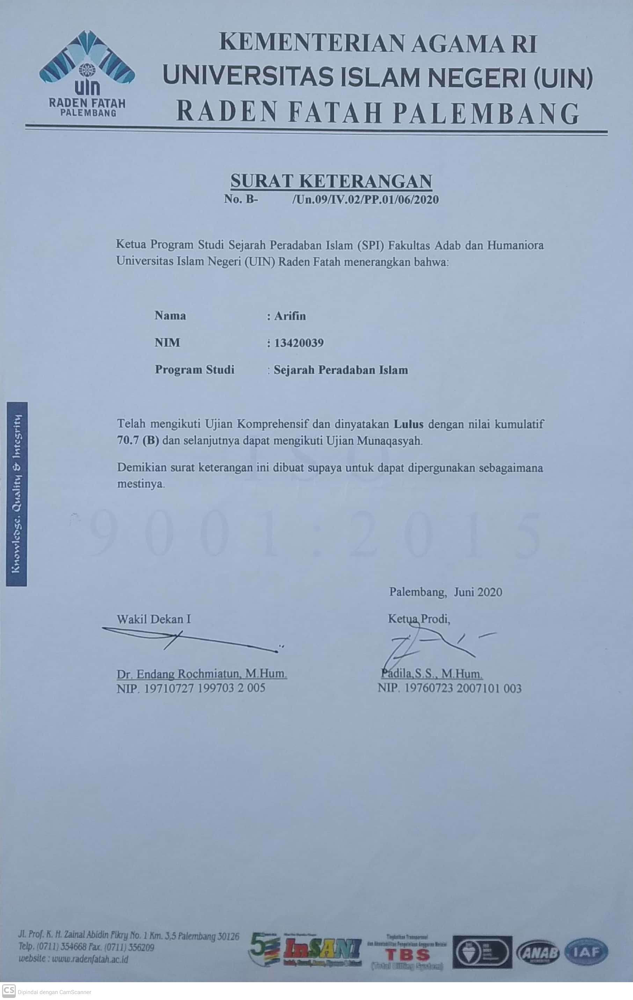 uin
RADEN FATAH
PALEMBANG
KEMENTERIAN AGAMA RI
UNIVERSITAS ISLAM NEGERI (UIN)
RADEN FATAH PALEMBANG
SURAT KETERANGAN
No. B- /Un.09/IV.02/PP.01/06/2020
Ketua Program Studi Sejarah Peradaban Islam (SPI) Fakultas Adab dan Humaniora
Universitas Islam Negeri (UIN) Raden Fatah menerangkan bahwa:
Nama : Arifin
NIM : 13420039
Program Studi : Sejarah Peradaban Islam
Telah mengikuti Ujian Komprehensif dan dinyatakan Lulus dengan nilai kumulatif
70.7 (B) dan selanjutnya dapat mengikuti Ujian Munaqasyah.
Demikian surat keterangan ini dibuat supaya untuk dapat dipergunakan sebagaimana
mestinya.
ISO
9001:2015
Knowledge, Quality & Integrity
Palembang, Juni 2020
Wakil Dekan I
Ketua Prodi,
Dr. Endang Rochmiatun, M.Hum.
NIP. 19710727 199703 2 005
Padila,S.S., M.Hum.
NIP. 19760723 2007101 003
Jl. Prof. K. H. Zainal Abidin Fikry No. 1 Km. 3,5 Palembang 30126
Telp. (0711) 354668 Fax. (0711) 356209
website : www.radenfatah.ac.id
InSANI
TBS
(Total Billing System)
ANAB
IAF
CS Dipindai dengan CamScanner